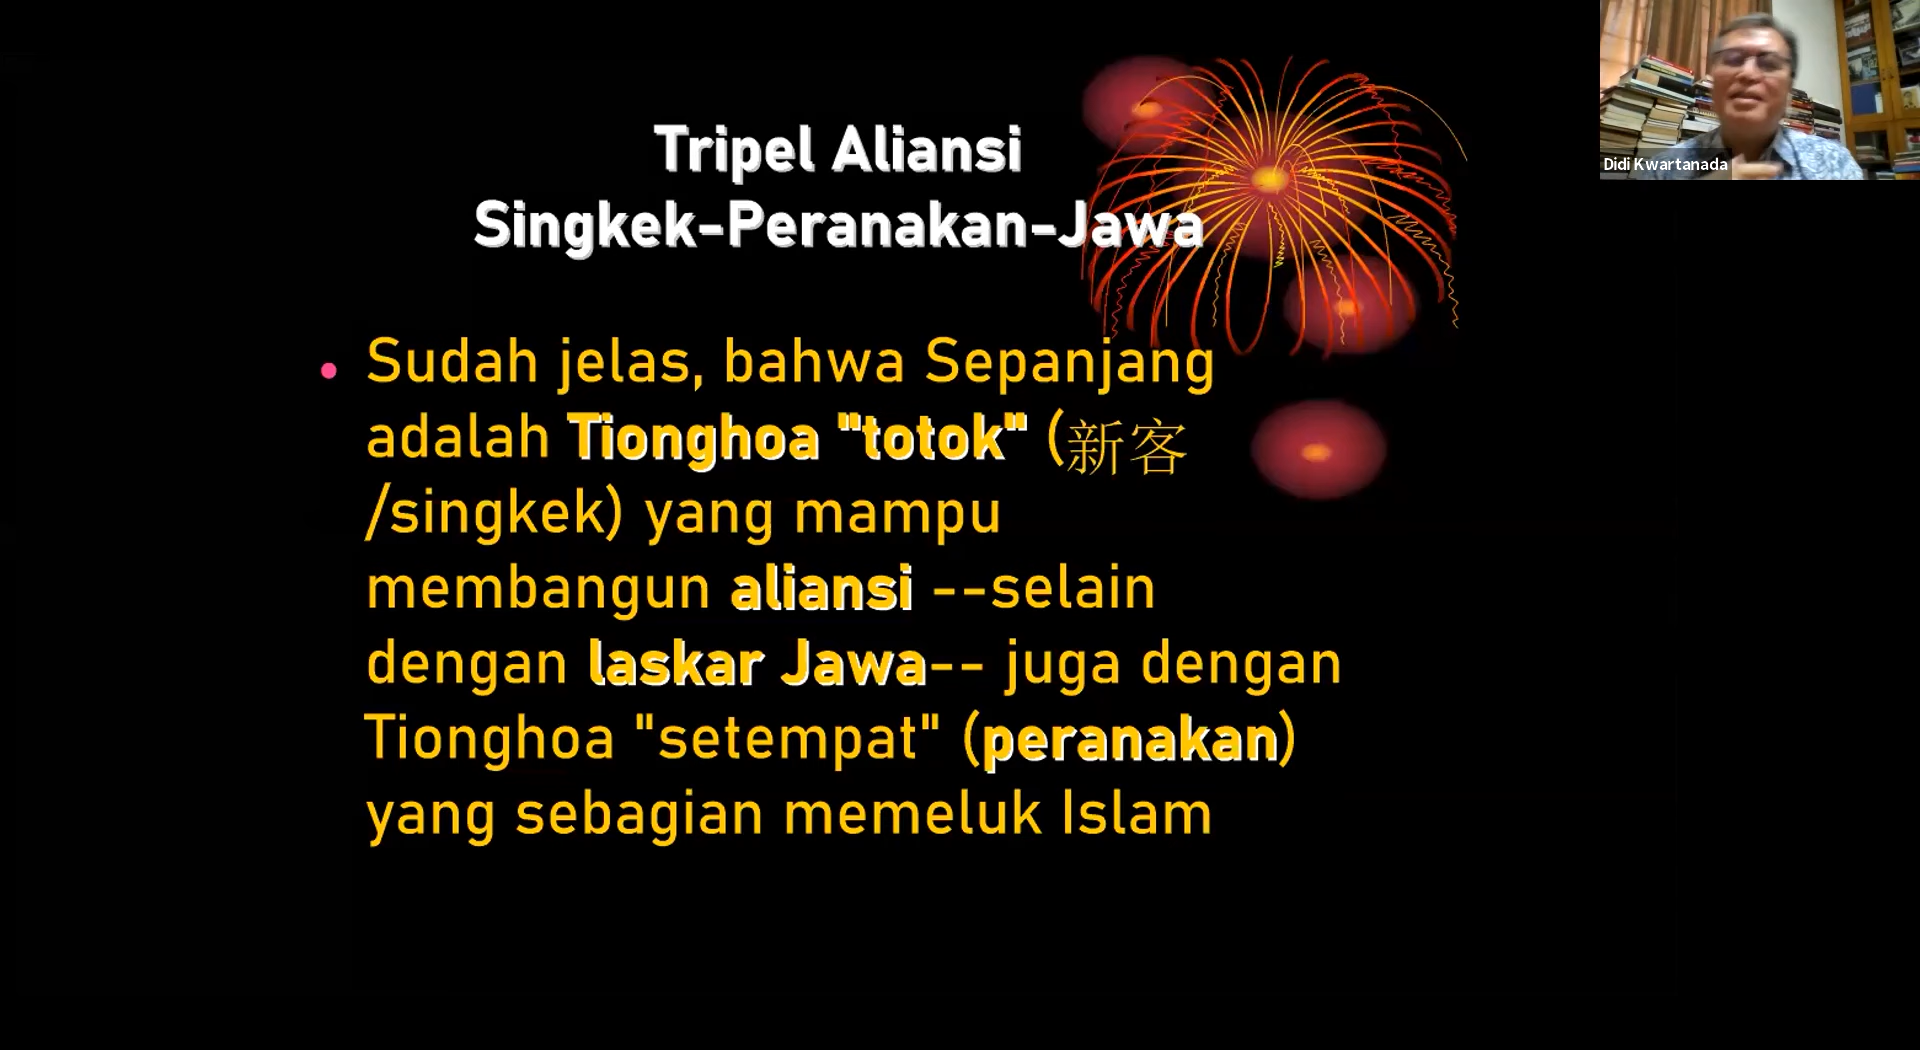 Tripel Aliansi
Singkek-Peranakan-Jawa
• Sudah jelas, bahwa Sepanjang
adalah Tionghoa "totok" (新客
/singkek) yang mampu
membangun aliansi --selain
dengan laskar Jawa-- juga dengan
Tionghoa "setempat" (peranakan)
yang sebagian memeluk Islam
Didi Kwartanada